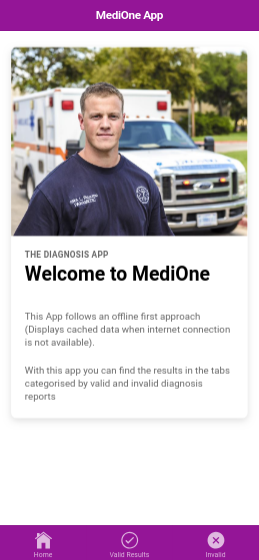 MediOne App
THE DIAGNOSIS APP
Welcome to MediOne
This App follows an offline first approach
(Displays cached data when internet connection
is not available).
With this app you can find the results in the tabs
categorised by valid and invalid diagnosis
reports
Home
Valid Results
Invalid